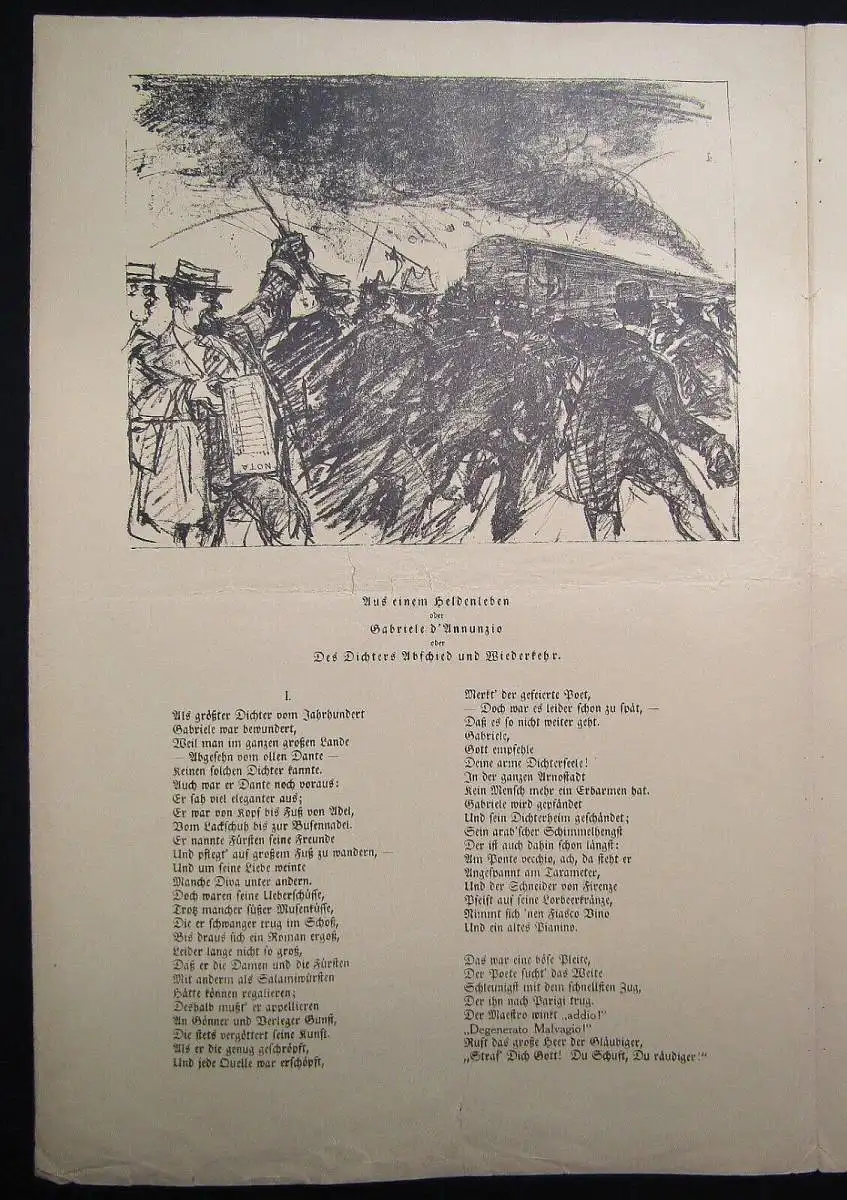 NOTA
Aus einem Heldenleben
oder
Gabriele d'Annunzio
oder
Des Dichters Abschied und Wiederkehr.
I.
Als größter Dichter vom Jahrhundert
Gabriele war bewundert,
Weil man im ganzen großen Lande
— Abgesehn vom ollen Dante —
Keinen solchen Dichter kannte.
Auch war er Dante noch voraus:
Er sah viel eleganter aus;
Er war von Kopf bis Fuß von Adel,
Vom Lackschuh bis zur Busennadel.
Er nannte Fürsten seine Freunde
Und pflegt' auf großem Fuß zu wandern, —
Und um seine Liebe weinte
Manche Diva unter andern.
Doch waren seine Ueberschüsse,
Trotz mancher süßer Musenküsse,
Die er schwanger trug im Schoß,
Bis draus sich ein Roman ergoß,
Leider lange nicht so groß,
Daß er die Damen und die Fürsten
Mit anderm als Salamiwürsten
Hätte können regalieren;
Deshalb mußt' er appellieren
An Gönner und Verleger Gunst,
Die stets vergöttert seine Kunst.
Als er die genug geschröpft,
Und jede Quelle war erschöpft,
Merkt' der gefeierte Poet,
— Doch war es leider schon zu spät, —
Daß es so nicht weiter geht.
Gabriele,
Gott empfehle
Deine arme Dichterseele!
In der ganzen Arnostadt
Kein Mensch mehr ein Erbarmen hat.
Gabriele wird gepfändet
Und sein Dichterheim geschändet;
Sein arab'scher Schimmelhengst
Der ist auch dahin schon längst:
Am Ponte vecchio, ach, da steht er
Angespannt am Taxameter,
Und der Schneider von Firenze
Pfeift auf seine Lorbeerkränze,
Nimmt sich 'nen Fiasco Vino
Und ein altes Pianino.
Das war eine böse Pleite,
Der Poete sucht' das Weite
Schleunigst mit dem schnellsten Zug,
Der ihn nach Parigi trug.
Der Maestro winkt „addio!"
„Degenerato Malvagio!"
Ruft das große Heer der Gläubiger,
„Straf' Dich Gott! Du Schuft, Du räudiger!"